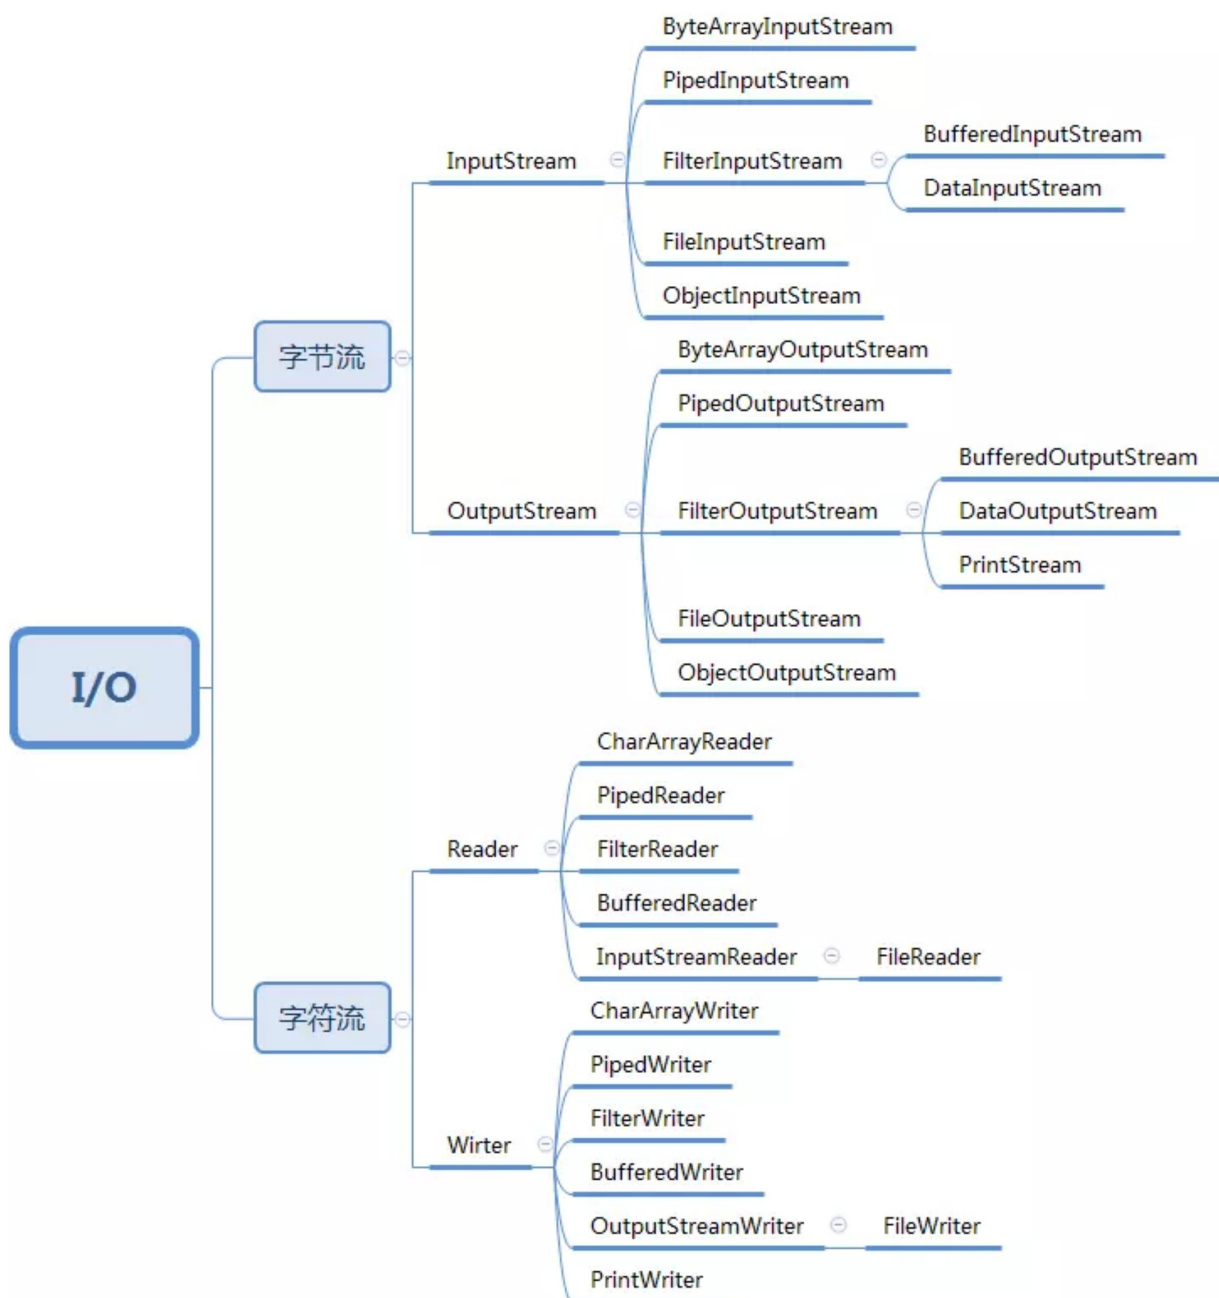 I/O
字节流
InputStream
ByteArrayInputStream
PipedInputStream
FilterInputStream
BufferedInputStream
DataInputStream
FileInputStream
ObjectInputStream
OutputStream
ByteArrayOutputStream
PipedOutputStream
FilterOutputStream
BufferedOutputStream
DataOutputStream
PrintStream
FileOutputStream
ObjectOutputStream
字符流
Reader
CharArrayReader
PipedReader
FilterReader
BufferedReader
InputStreamReader
FileReader
Wirter
CharArrayWriter
PipedWriter
FilterWriter
BufferedWriter
OutputStreamWriter
FileWriter
PrintWriter